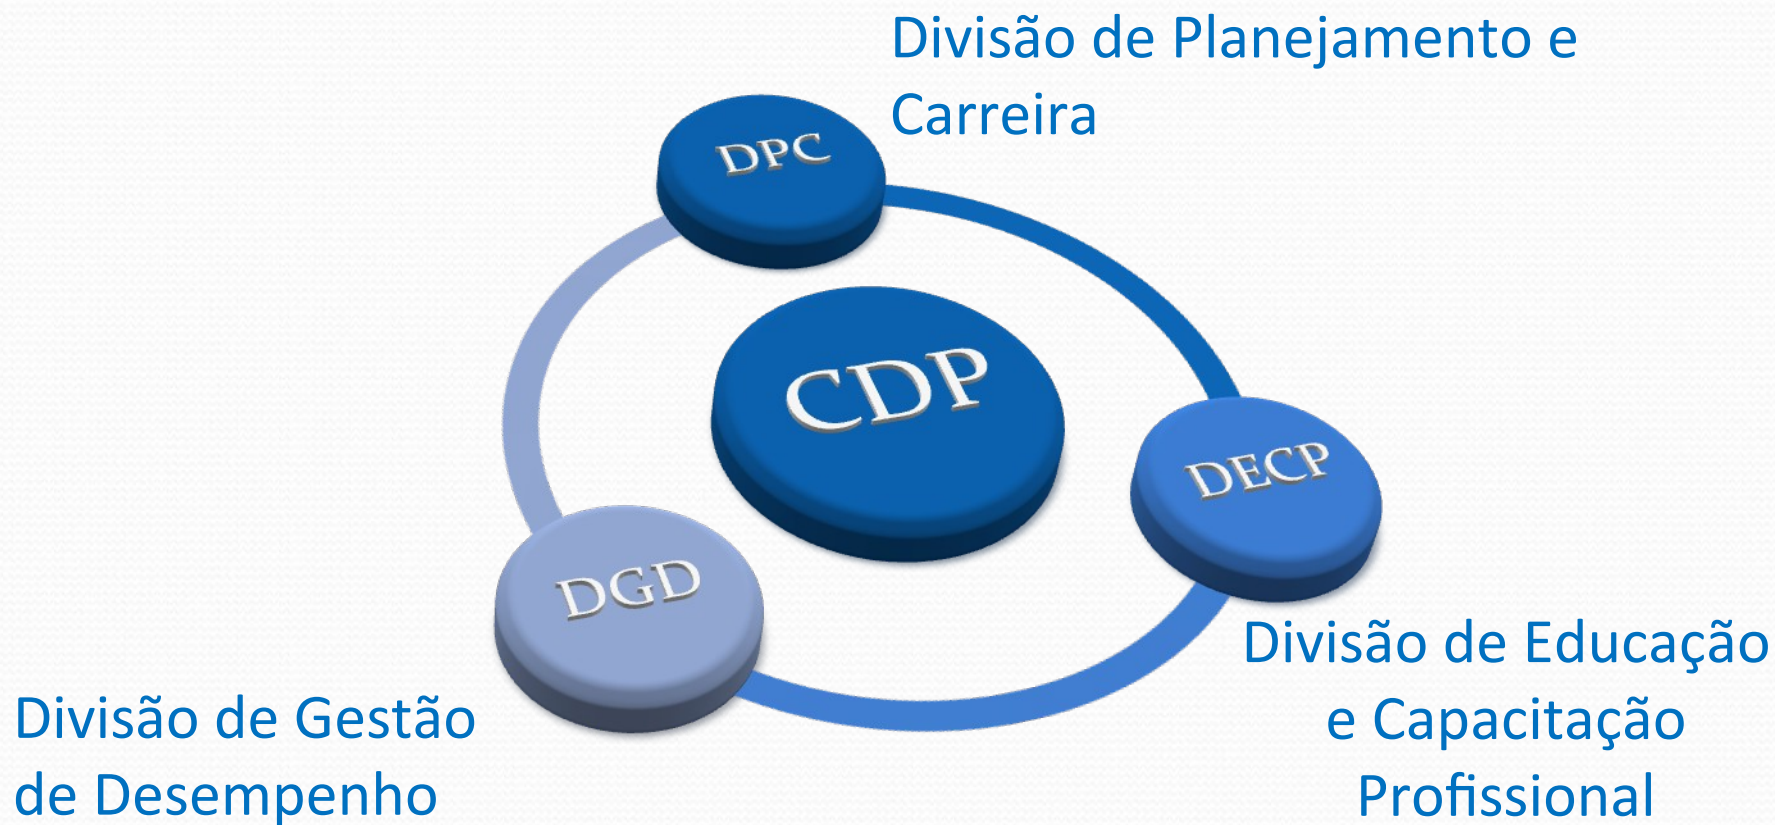 Divisão de Planejamento e
Carreira
DPC
CDP
DECP
DGD
Divisão de Educação
e Capacitação
Profissional
Divisão de Gestão
de Desempenho